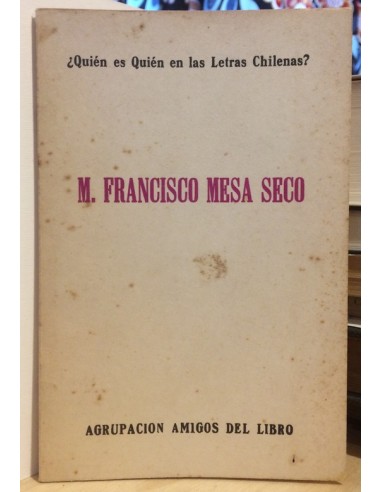 ¿Quién es Quién en las Letras Chilenas?
M. FRANCISCO MESA SECO
AGRUPACION AMIGOS DEL LIBRO